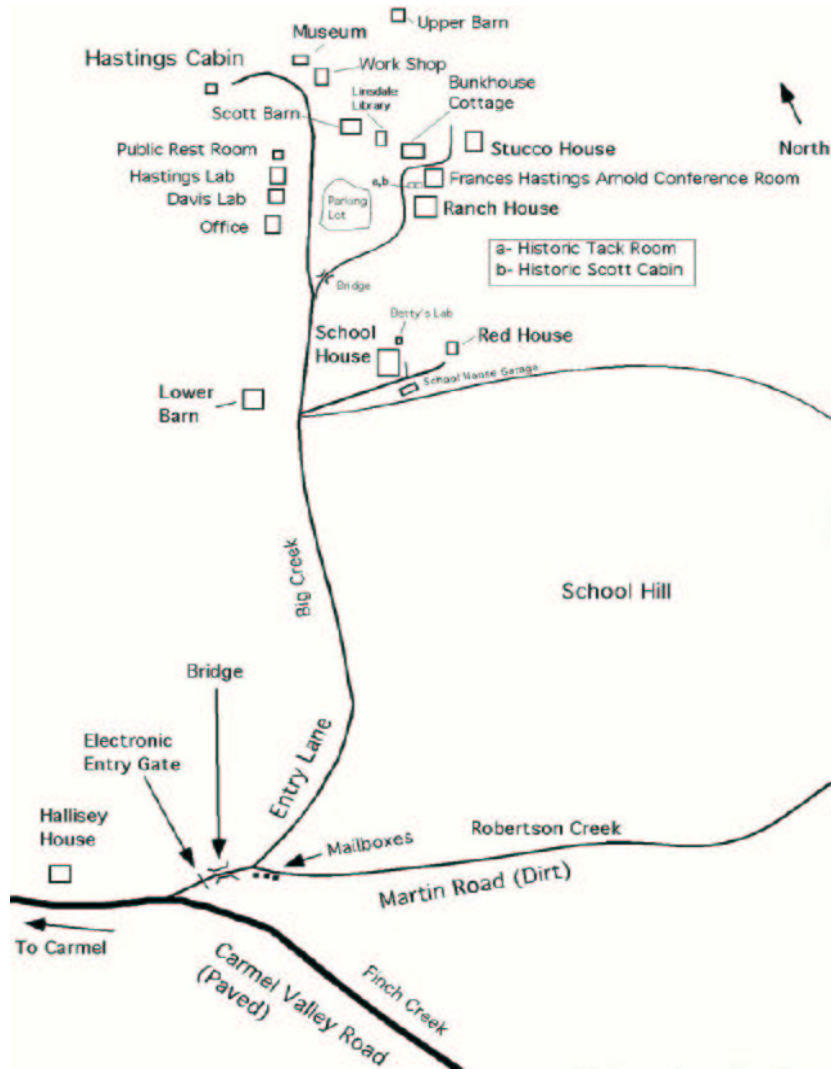 Upper Barn
Museum
Hastings Cabin
Work Shop
Linsdale
Library
Bunkhouse
Cottage
Scott Barn
North
Stucco House
Public Rest Room
Hastings Lab
a,b
Frances Hastings Arnold Conference Room
Davis Lab
Parking
Lot
Ranch House
Office
a- Historic Tack Room
b- Historic Scott Cabin
Bridge
Betty's Lab
School
House
Red House
School House Garage
Lower
Barn
Big Creek
School Hill
Bridge
Electronic
Entry Gate
Entry Lane
Hallisey
House
Mailboxes
Robertson Creek
Martin Road (Dirt)
To Carmel
Carmel Valley Road
(Paved)
Finch Creek